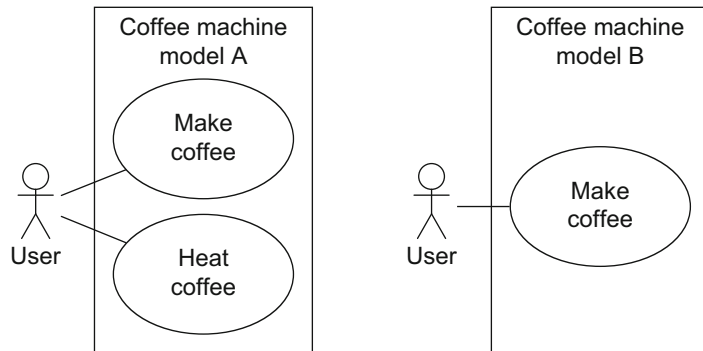 Coffee machine
model A
Make
coffee
Heat
coffee
User
Coffee machine
model B
Make
coffee
User